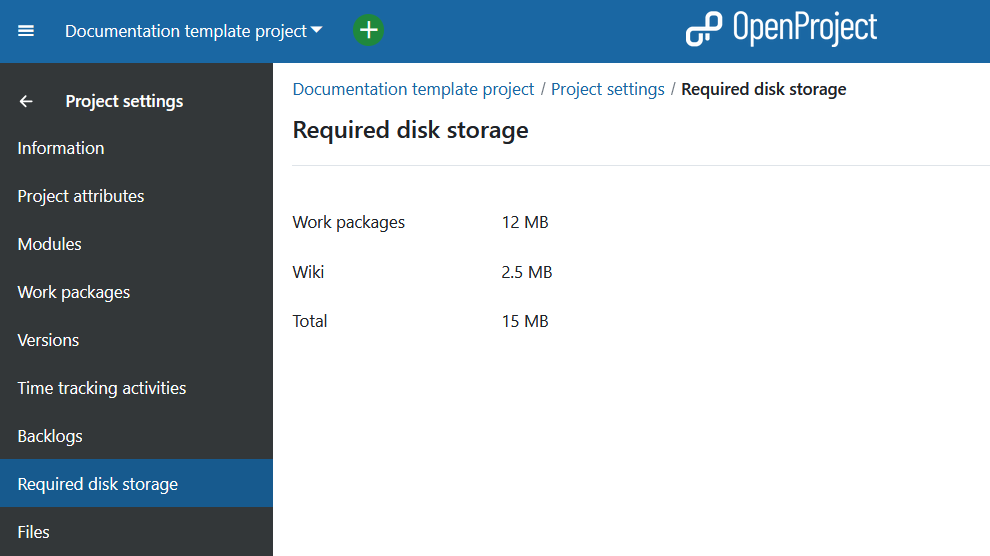 Documentation template project
OpenProject
Project settings
Information
Project attributes
Modules
Work packages
Versions
Time tracking activities
Backlogs
Required disk storage
Files
Documentation template project / Project settings / Required disk storage
Required disk storage
Work packages 12 MB
Wiki 2.5 MB
Total 15 MB